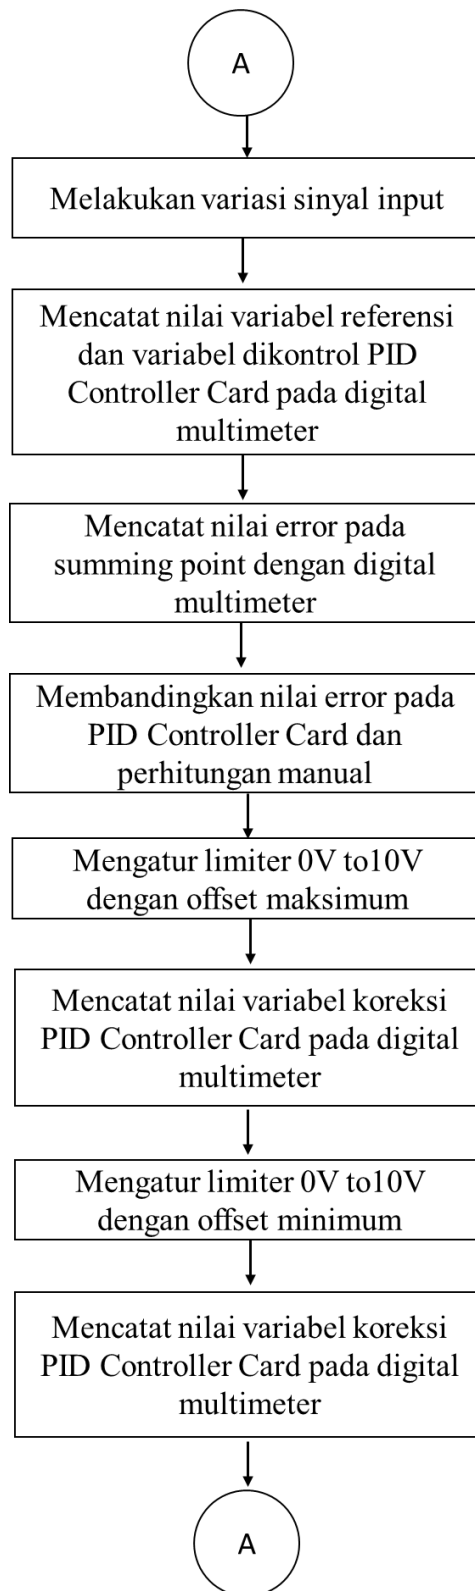 A
Melakukan variasi sinyal input
Mencatat nilai variabel referensi
dan variabel dikontrol PID
Controller Card pada digital
multimeter
Mencatat nilai error pada
summing point dengan digital
multimeter
Membandingkan nilai error pada
PID Controller Card dan
perhitungan manual
Mengatur limiter 0V to10V
dengan offset maksimum
Mencatat nilai variabel koreksi
PID Controller Card pada digital
multimeter
Mengatur limiter 0V to10V
dengan offset minimum
Mencatat nilai variabel koreksi
PID Controller Card pada digital
multimeter
A